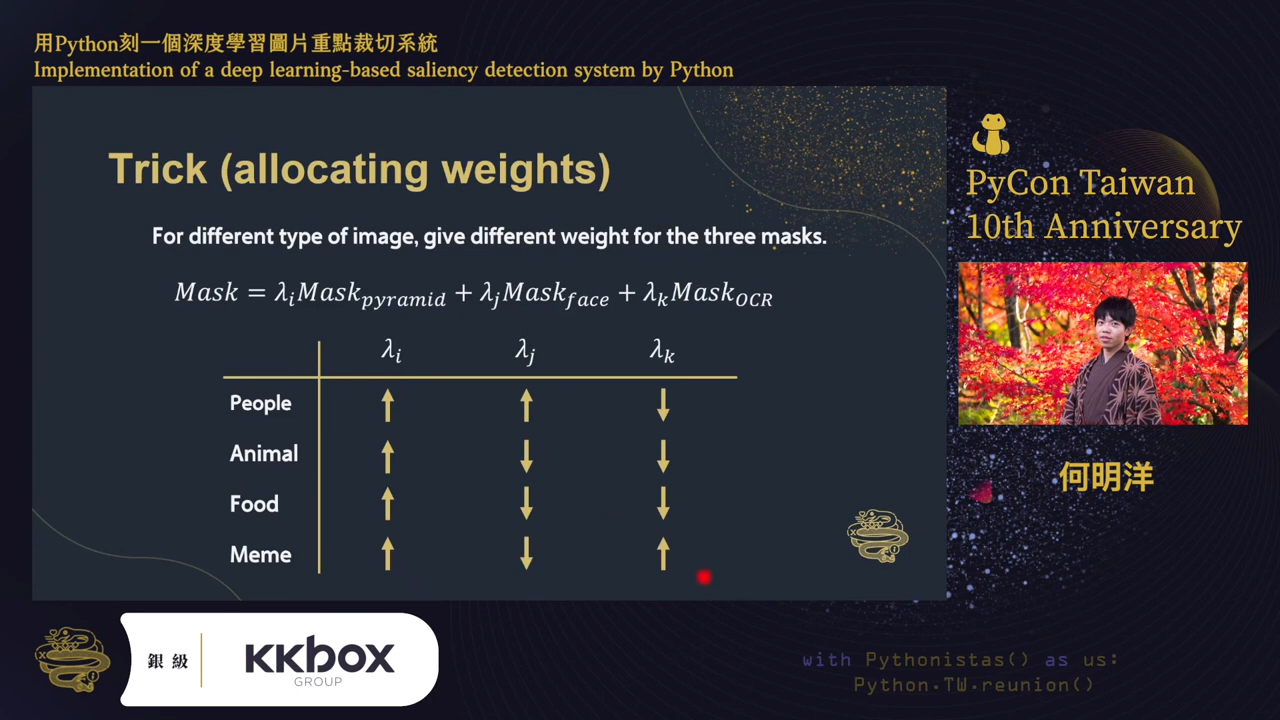 用Python刻一個深度學習圖片重點裁切系統
Implementation of a deep learning-based saliency detection system by Python
Trick (allocating weights)
For different type of image, give different weight for the three masks.
Mask = λᵢMask_pyramid + λⱼMask_face + λₖMask_OCR
λᵢ λⱼ λₖ
People ↑ ↑ ↓
Animal ↑ ↓ ↓
Food ↑ ↓ ↓
Meme ↑ ↓ ↑
PyCon Taiwan
10th Anniversary
何明洋
銀級
KKBOX
GROUP
with Pythonistas() as us:
Python.TW.reunion()